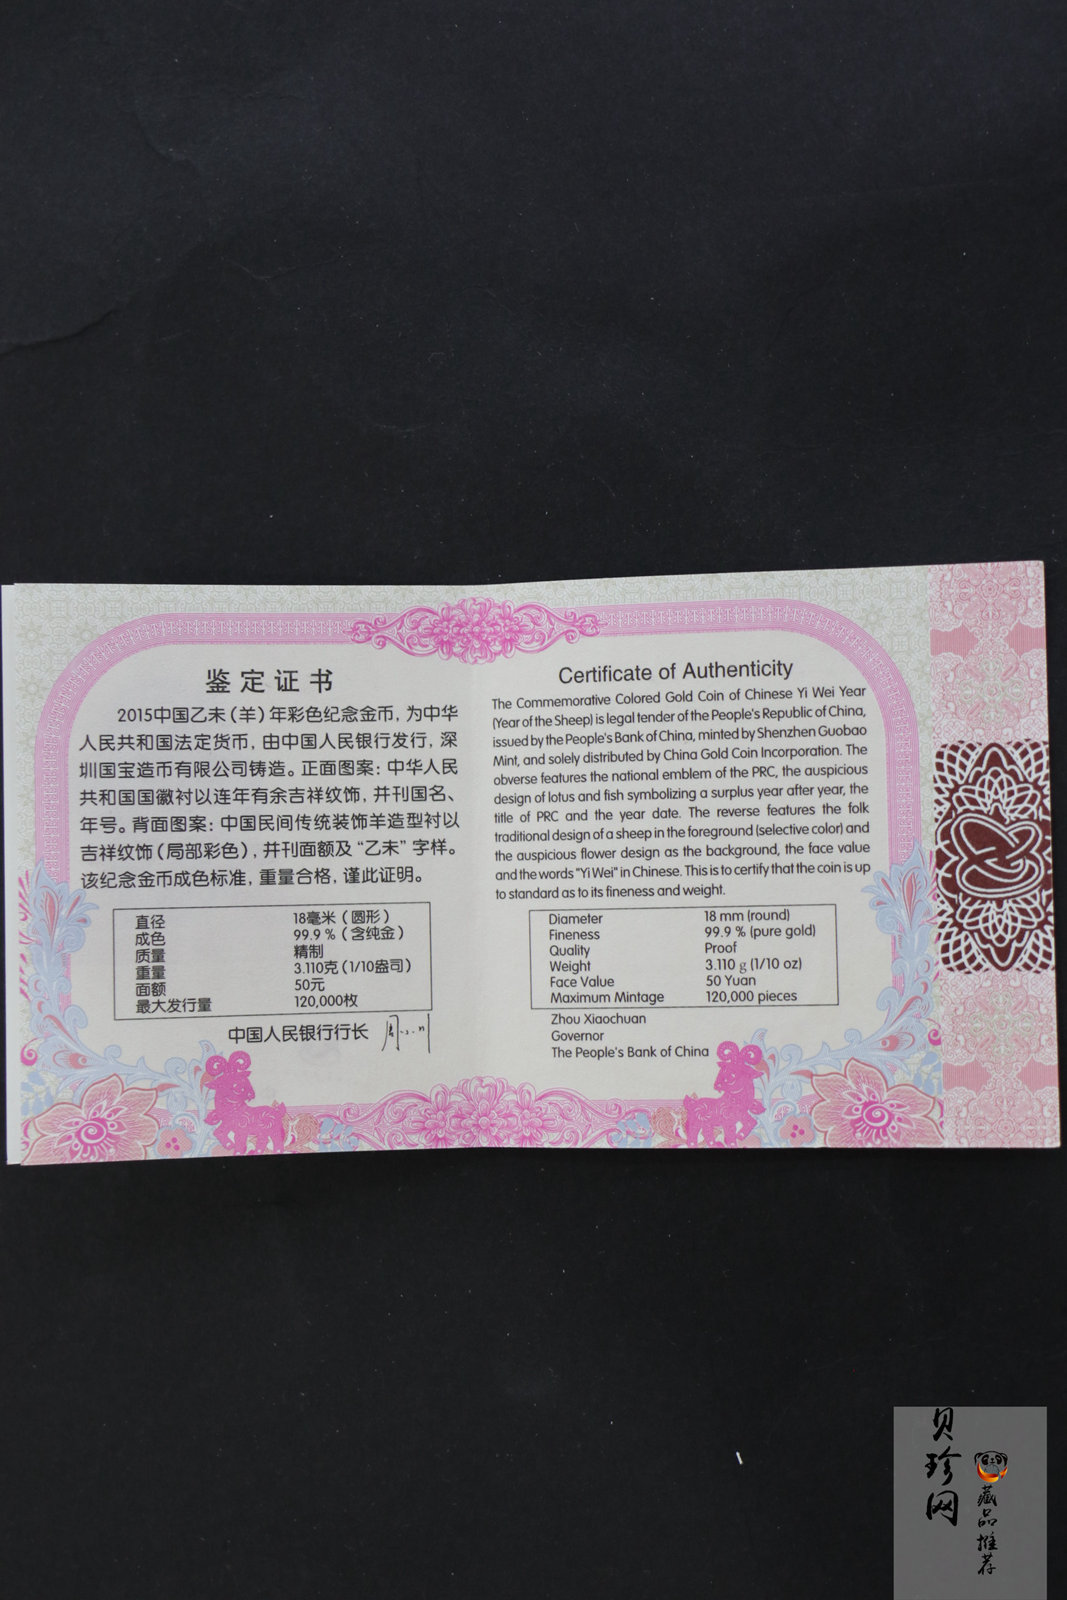 鉴定证书
2015中国乙未（羊）年彩色纪念金币，为中华
人民共和国法定货币，由中国人民银行发行，深
圳国宝造币有限公司铸造。正面图案：中华人民
共和国国徽衬以连年有余吉祥纹饰，并刊国名、
年号。背面图案：中国民间传统装饰羊造型衬以
吉祥纹饰（局部彩色），并刊面额及“乙未”字样。
该纪念金币成色标准，重量合格，谨此证明。
直径 18毫米（圆形）
成色 99.9％（含纯金）
质量 精制
重量 3.110克（1/10盎司）
面额 50元
最大发行量 120,000枚
中国人民银行行长
Certificate of Authenticity
The Commemorative Colored Gold Coin of Chinese Yi Wei Year
(Year of the Sheep) is legal tender of the People's Republic of China,
issued by the People's Bank of China, minted by Shenzhen Guobao
Mint, and solely distributed by China Gold Coin Incorporation. The
obverse features the national emblem of the PRC, the auspicious
design of lotus and fish symbolizing a surplus year after year, the
title of PRC and the year date. The reverse features the folk
traditional design of a sheep in the foreground (selective color) and
the auspicious flower design as the background, the face value
and the words "Yi Wei" in Chinese. This is to certify that the coin is up
to standard as to its fineness and weight.
Diameter 18 mm (round)
Fineness 99.9 % (pure gold)
Quality Proof
Weight 3.110 g (1/10 oz)
Face Value 50 Yuan
Maximum Mintage 120,000 pieces
Zhou Xiaochuan
Governor
The People's Bank of China
贝珍网
藏品推荐